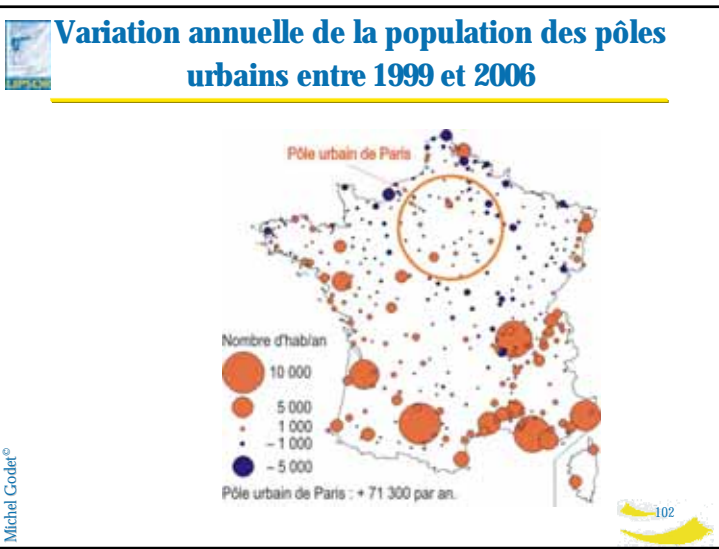 Variation annuelle de la population des pôles
urbains entre 1999 et 2006
LIPSOR
Pôle urbain de Paris
Nombre d'hab/an
10 000
5 000
1 000
– 1 000
– 5 000
Pôle urbain de Paris : + 71 300 par an.
Michel Godet©
102